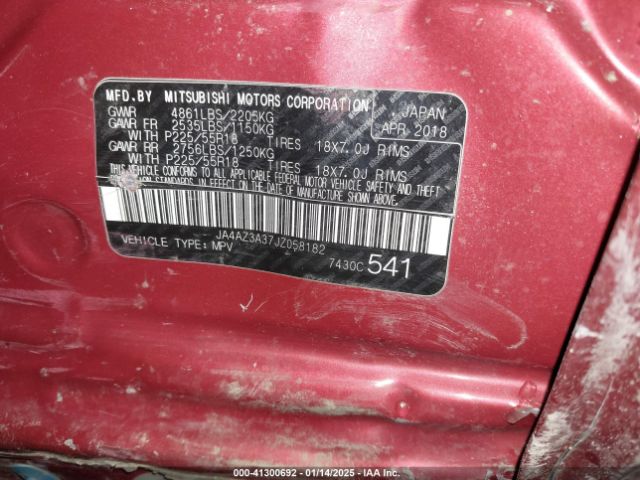 MFD.BY MITSUBISHI MOTORS CORPORATION
JAPAN
APR 2018
GVWR 4861LBS/2205KG
GAWR FR 2535LBS/1150KG
WITH P225/55R18 TIRES 18X7.0J RIMS
GAWR RR 2756LBS/1250KG
WITH P225/55R18 TIRES 18X7.0J RIMS
THIS VEHICLE CONFORMS TO ALL APPLICABLE FEDERAL MOTOR VEHICLE SAFETY AND THEFT
STANDARDS IN EFFECT ON THE DATE OF MANUFACTURE SHOWN ABOVE.
JA4AZ3A37JZ058182
VEHICLE TYPE: MPV
7430C 541
000-41300692 - 01/14/2025 - IAA Inc.